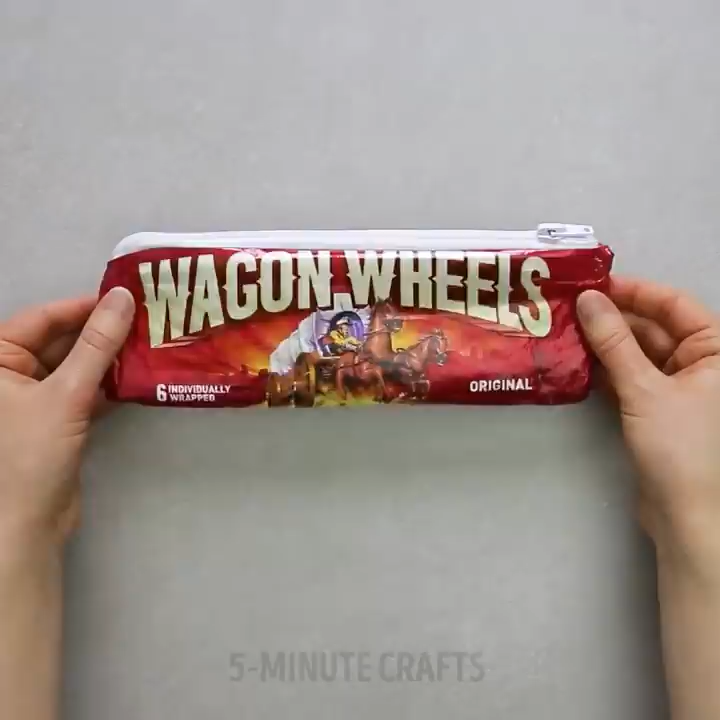 WAGON WHEELS
6 INDIVIDUALLY
WRAPPED
ORIGINAL
5-MINUTE CRAFTS